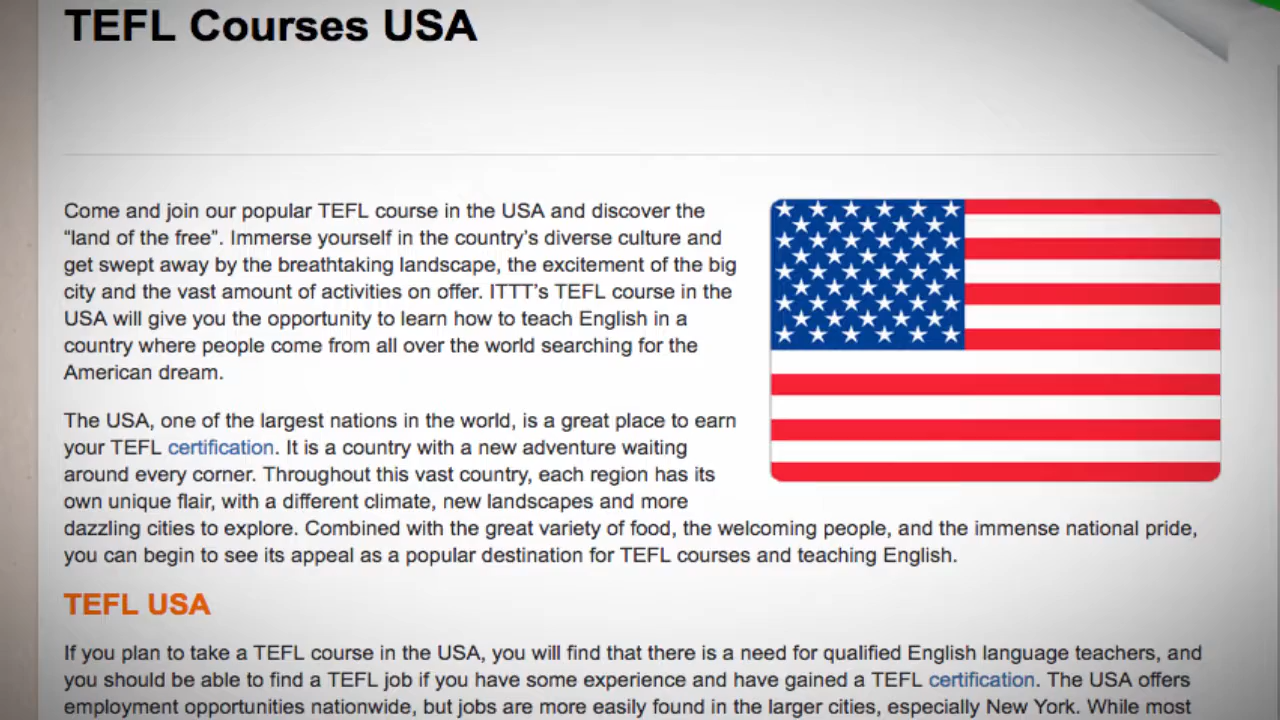 TEFL Courses USA
Come and join our popular TEFL course in the USA and discover the
“land of the free”. Immerse yourself in the country’s diverse culture and
get swept away by the breathtaking landscape, the excitement of the big
city and the vast amount of activities on offer. ITTT’s TEFL course in the
USA will give you the opportunity to learn how to teach English in a
country where people come from all over the world searching for the
American dream.
The USA, one of the largest nations in the world, is a great place to earn
your TEFL certification. It is a country with a new adventure waiting
around every corner. Throughout this vast country, each region has its
own unique flair, with a different climate, new landscapes and more
dazzling cities to explore. Combined with the great variety of food, the welcoming people, and the immense national pride,
you can begin to see its appeal as a popular destination for TEFL courses and teaching English.
TEFL USA
If you plan to take a TEFL course in the USA, you will find that there is a need for qualified English language teachers, and
you should be able to find a TEFL job if you have some experience and have gained a TEFL certification. The USA offers
employment opportunities nationwide, but jobs are more easily found in the larger cities, especially New York. While most